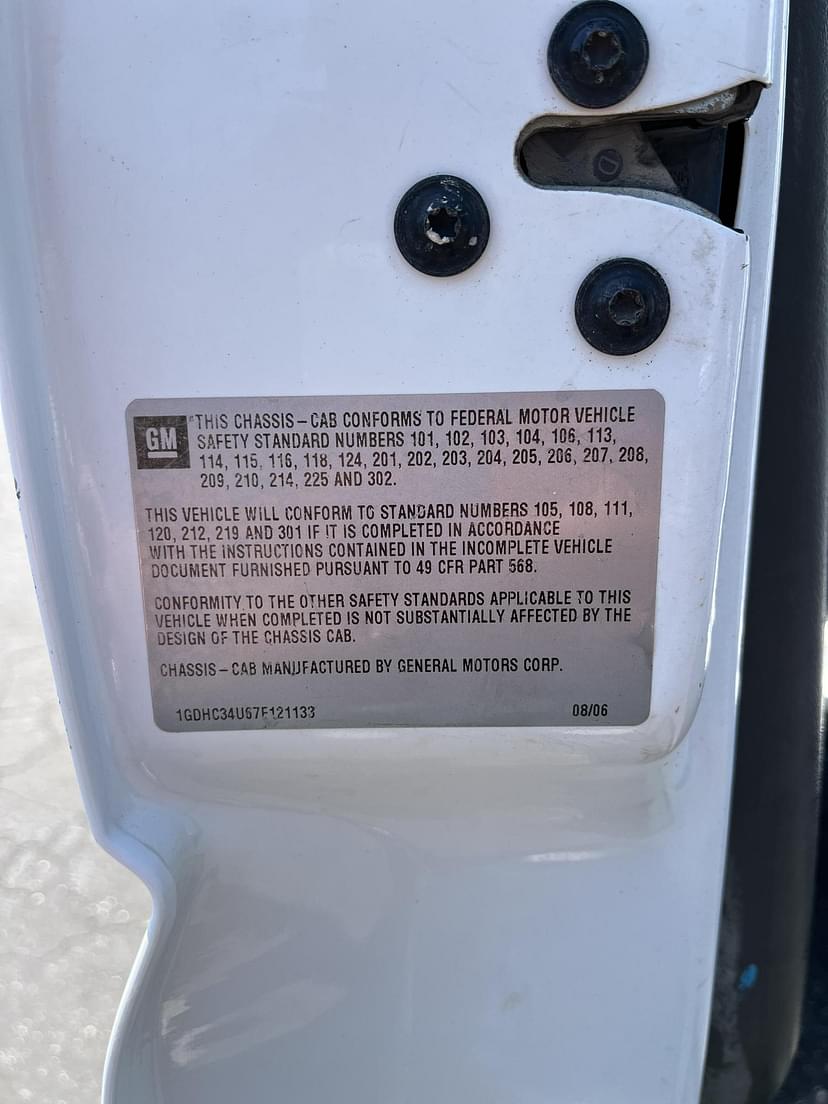 GM
THIS CHASSIS – CAB CONFORMS TO FEDERAL MOTOR VEHICLE
SAFETY STANDARD NUMBERS 101, 102, 103, 104, 106, 113,
114, 115, 116, 118, 124, 201, 202, 203, 204, 205, 206, 207, 208,
209, 210, 214, 225 AND 302.
THIS VEHICLE WILL CONFORM TO STANDARD NUMBERS 105, 108, 111,
120, 212, 219 AND 301 IF IT IS COMPLETED IN ACCORDANCE
WITH THE INSTRUCTIONS CONTAINED IN THE INCOMPLETE VEHICLE
DOCUMENT FURNISHED PURSUANT TO 49 CFR PART 568.
CONFORMITY TO THE OTHER SAFETY STANDARDS APPLICABLE TO THIS
VEHICLE WHEN COMPLETED IS NOT SUBSTANTIALLY AFFECTED BY THE
DESIGN OF THE CHASSIS CAB.
CHASSIS – CAB MANUFACTURED BY GENERAL MOTORS CORP.
1GDHC34U67E121133 08/06